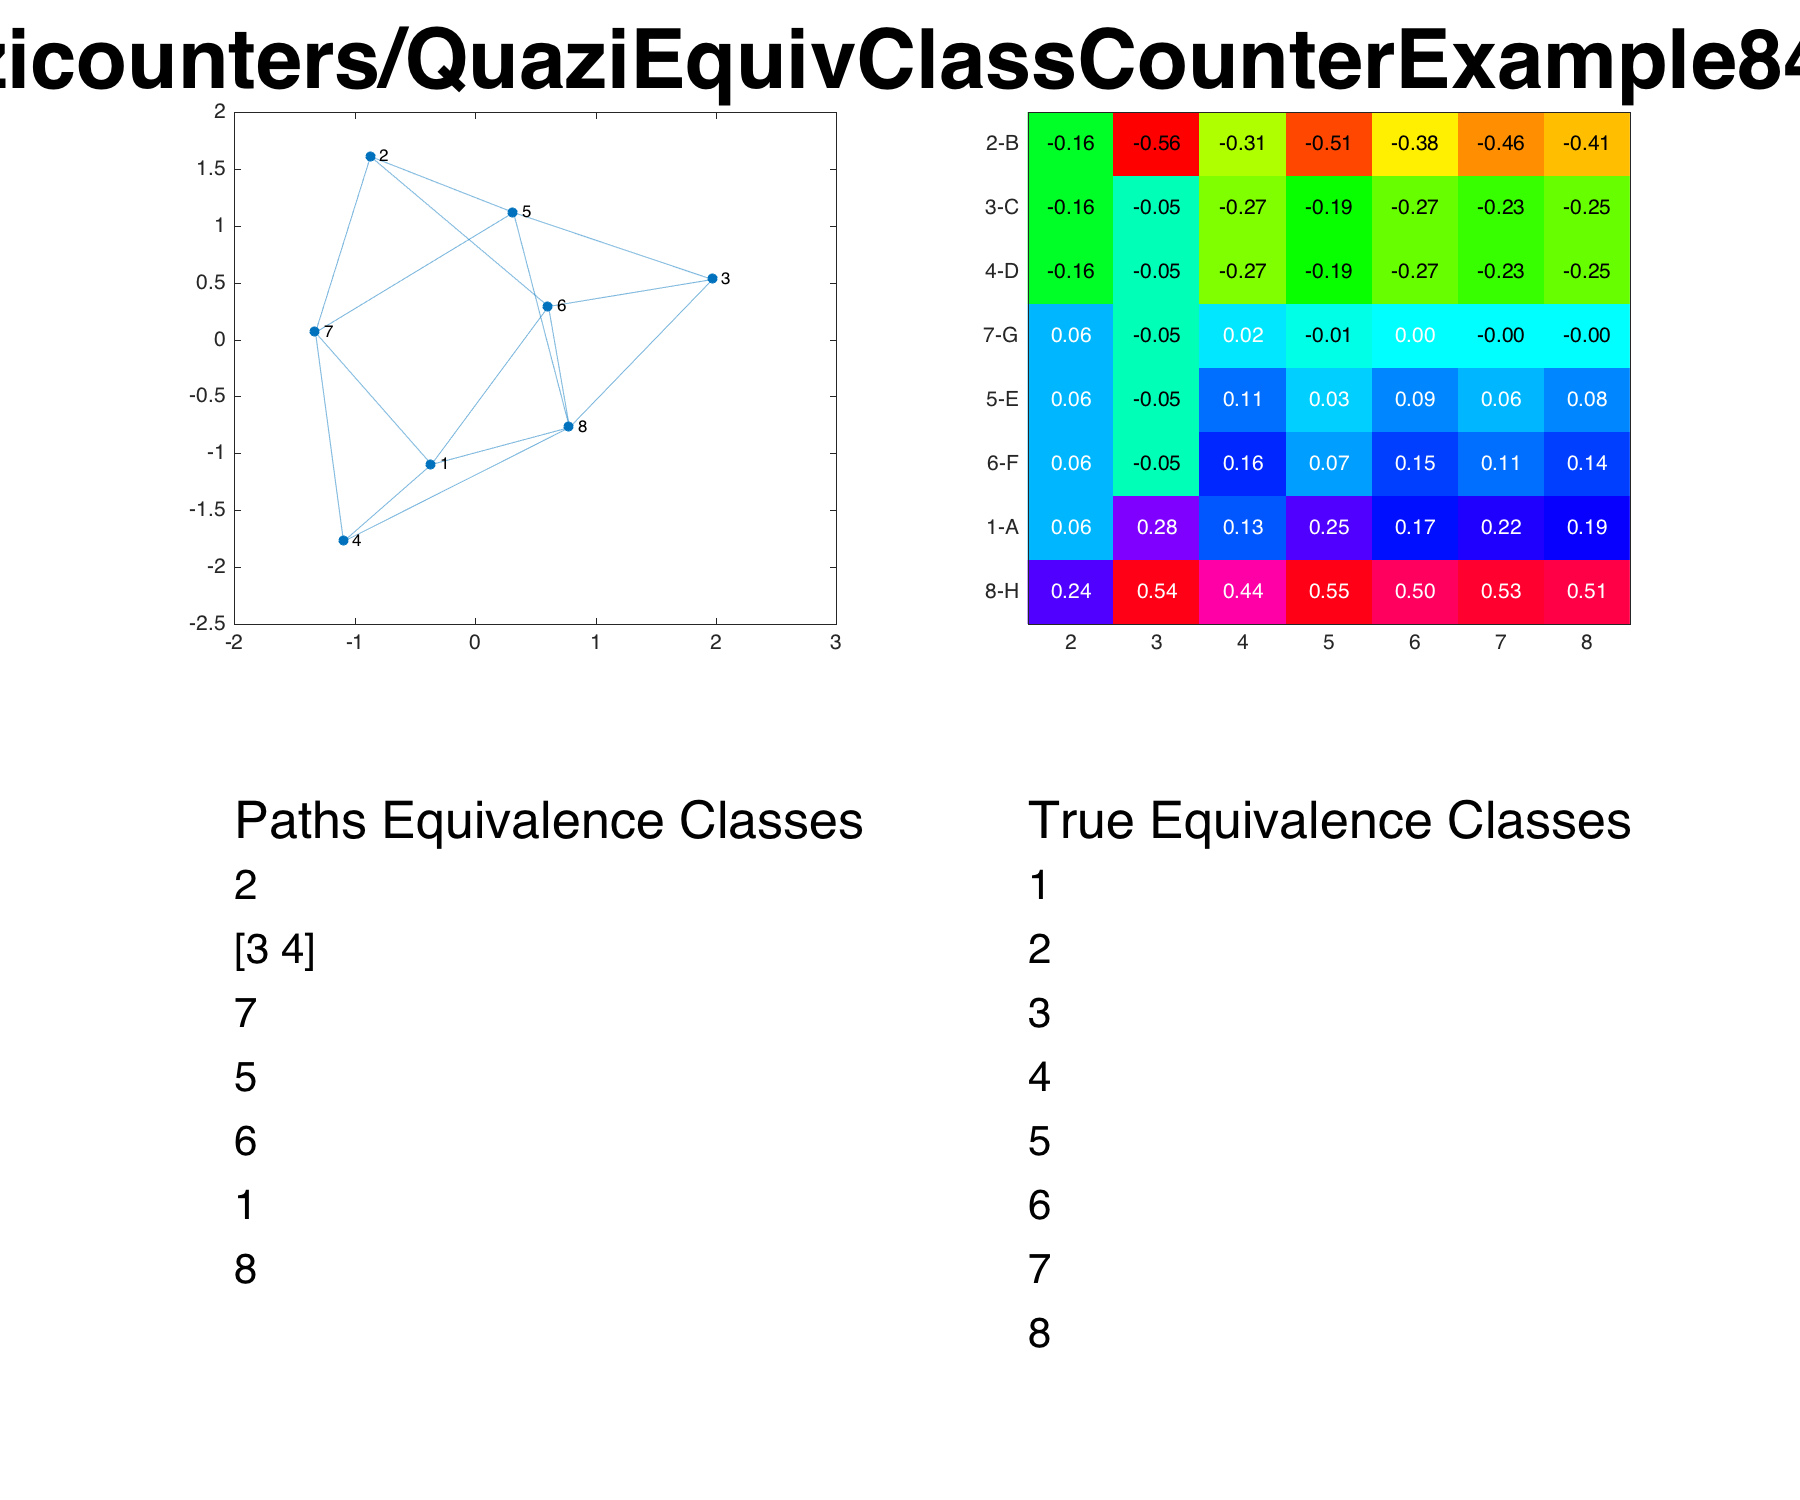 zicounters/QuaziEquivClassCounterExample84
2
1.5
1
0.5
0
-0.5
-1
-1.5
-2
-2.5
-2 -1 0 1 2 3
2
5
3
6
7
8
1
4
2-B -0.16 -0.56 -0.31 -0.51 -0.38 -0.46 -0.41
3-C -0.16 -0.05 -0.27 -0.19 -0.27 -0.23 -0.25
4-D -0.16 -0.05 -0.27 -0.19 -0.27 -0.23 -0.25
7-G 0.06 -0.05 0.02 -0.01 0.00 -0.00 -0.00
5-E 0.06 -0.05 0.11 0.03 0.09 0.06 0.08
6-F 0.06 -0.05 0.16 0.07 0.15 0.11 0.14
1-A 0.06 0.28 0.13 0.25 0.17 0.22 0.19
8-H 0.24 0.54 0.44 0.55 0.50 0.53 0.51
2 3 4 5 6 7 8
Paths Equivalence Classes
2
[3 4]
7
5
6
1
8
True Equivalence Classes
1
2
3
4
5
6
7
8